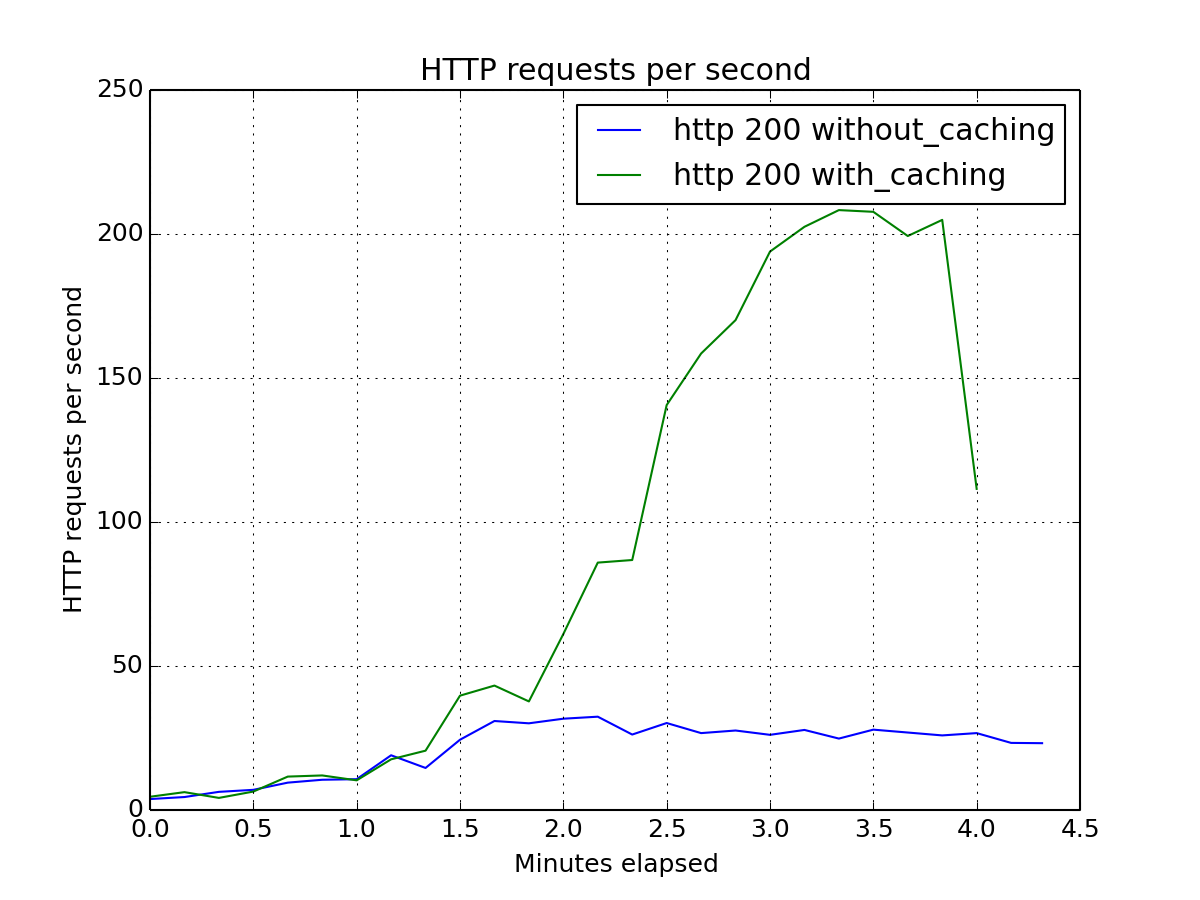 HTTP requests per second
250
http 200 without_caching
http 200 with_caching
200
150
100
50
0
HTTP requests per second
0.0 0.5 1.0 1.5 2.0 2.5 3.0 3.5 4.0 4.5
Minutes elapsed